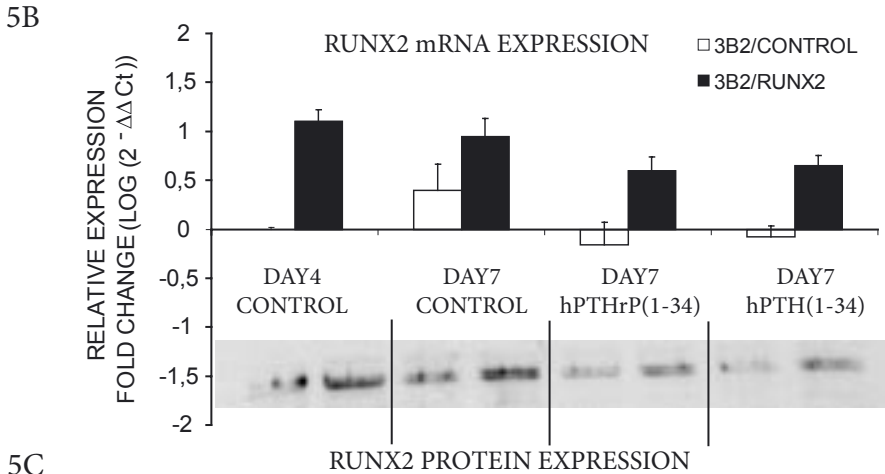 5B
RUNX2 mRNA EXPRESSION
3B2/CONTROL
3B2/RUNX2
RELATIVE EXPRESSION
FOLD CHANGE (LOG (2 - ΔΔCt))
2
1,5
1
0,5
0
-0,5
-1
-1,5
-2
DAY4
CONTROL
DAY7
CONTROL
DAY7
hPTHrP(1-34)
DAY7
hPTH(1-34)
5C
RUNX2 PROTEIN EXPRESSION